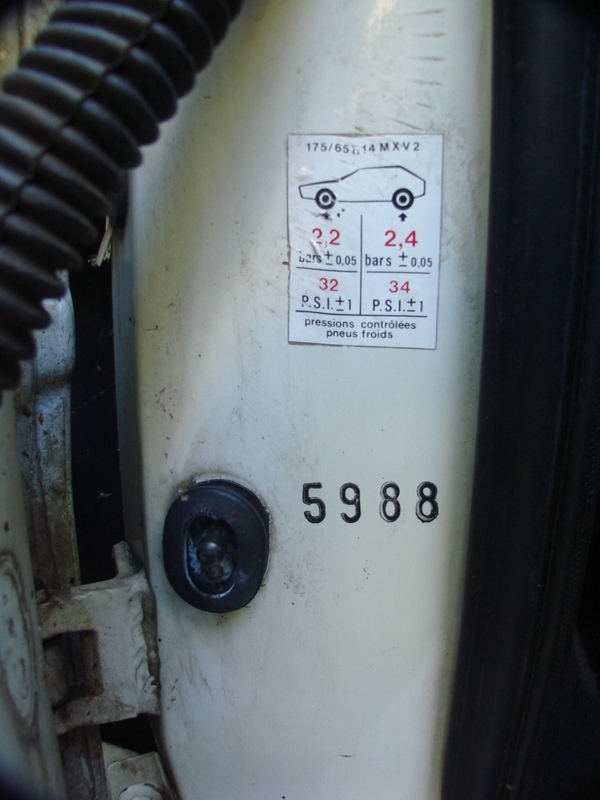 175/65 R14 MXV2
2,2 2,4
bars ± 0,05 bars ± 0,05
32 34
P.S.I. ± 1 P.S.I. ± 1
pressions contrôlées
pneus froids
5988